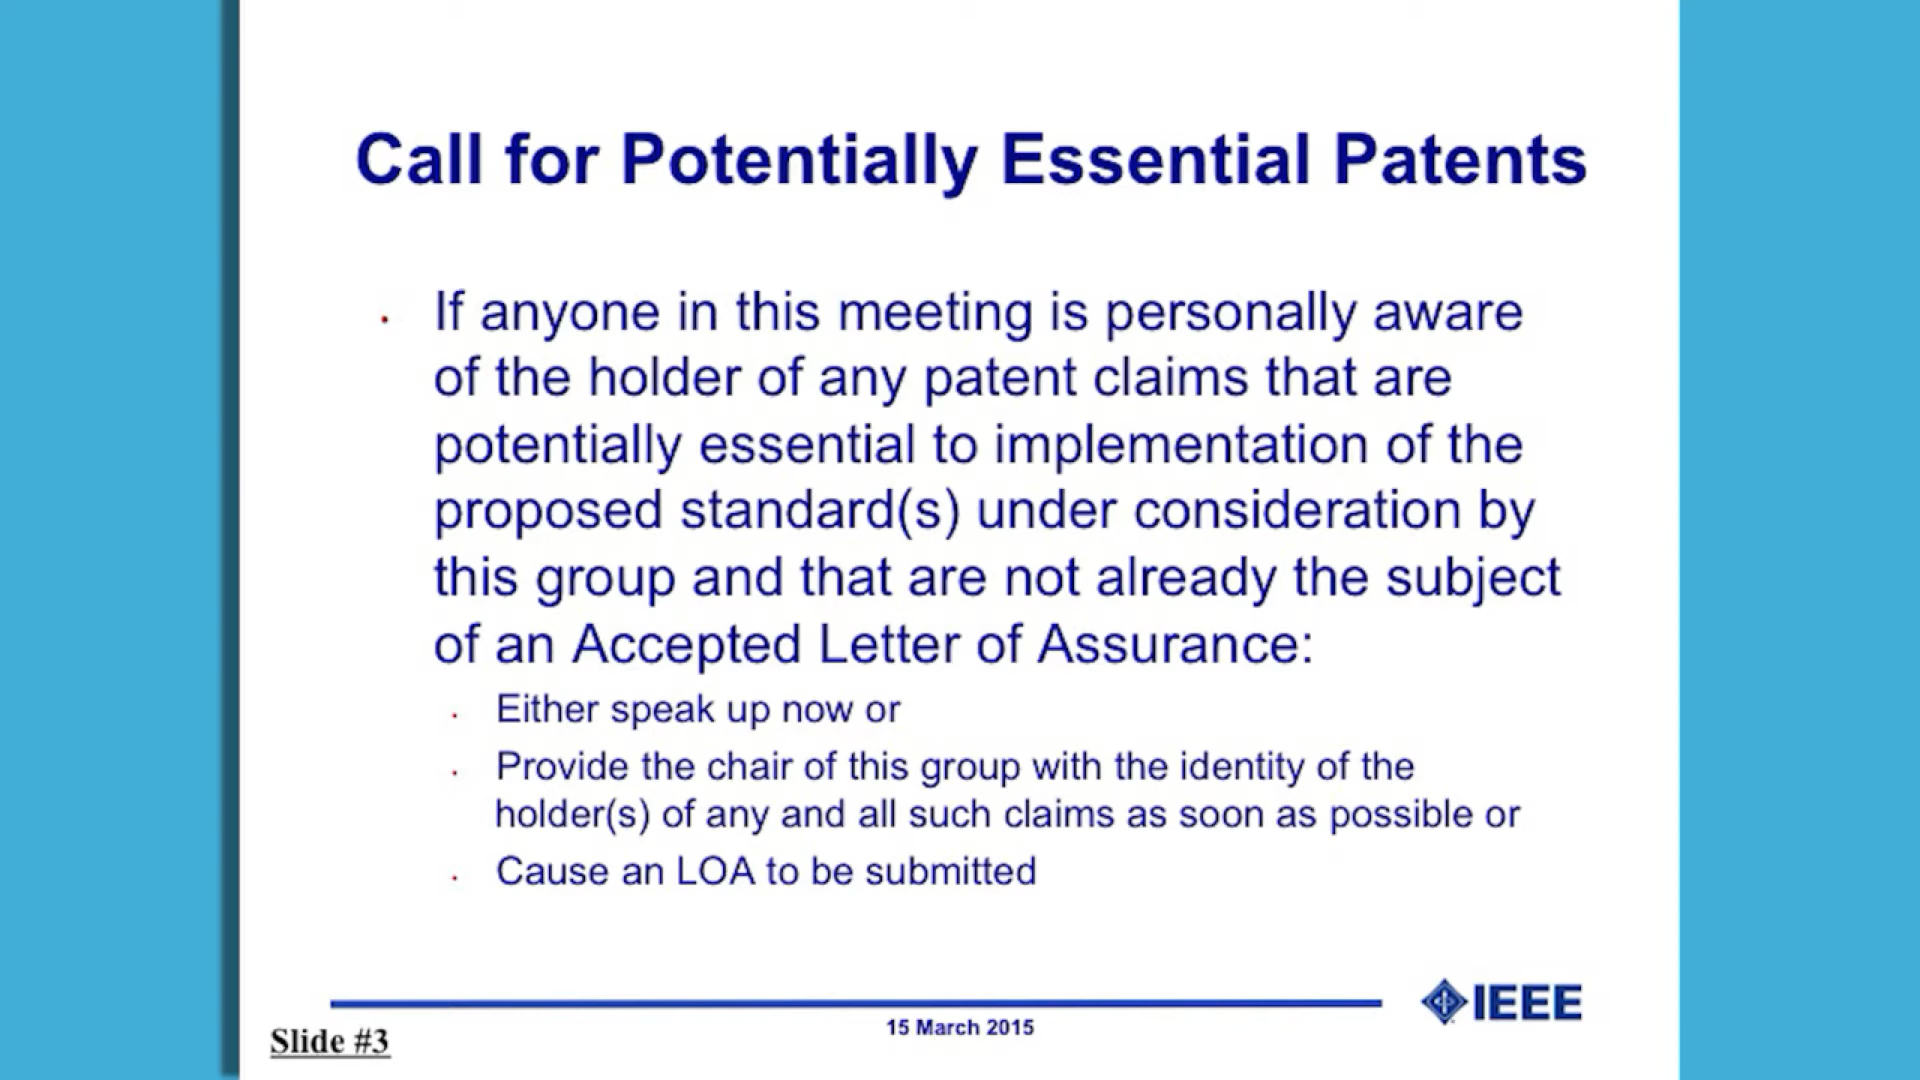 Call for Potentially Essential Patents
· If anyone in this meeting is personally aware
of the holder of any patent claims that are
potentially essential to implementation of the
proposed standard(s) under consideration by
this group and that are not already the subject
of an Accepted Letter of Assurance:
· Either speak up now or
· Provide the chair of this group with the identity of the
holder(s) of any and all such claims as soon as possible or
· Cause an LOA to be submitted
IEEE
15 March 2015
Slide #3